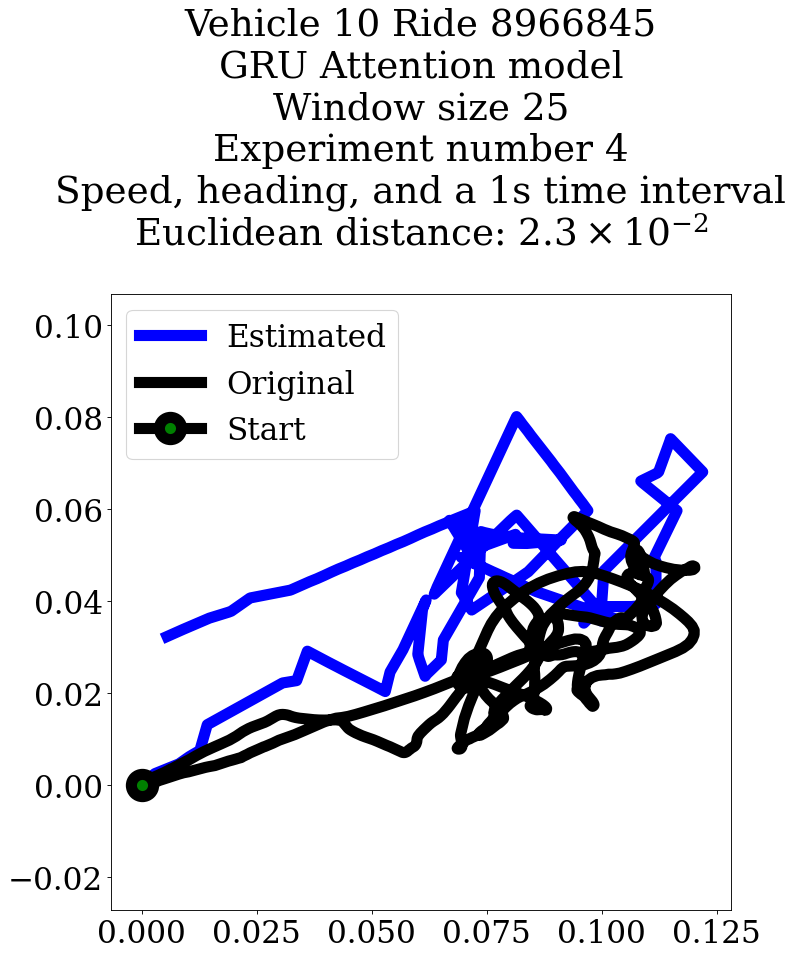 Vehicle 10 Ride 8966845
GRU Attention model
Window size 25
Experiment number 4
Speed, heading, and a 1s time interval
Euclidean distance: 2.3 × 10⁻²
Estimated
Original
Start
0.10
0.08
0.06
0.04
0.02
0.00
−0.02
0.000 0.025 0.050 0.075 0.100 0.125